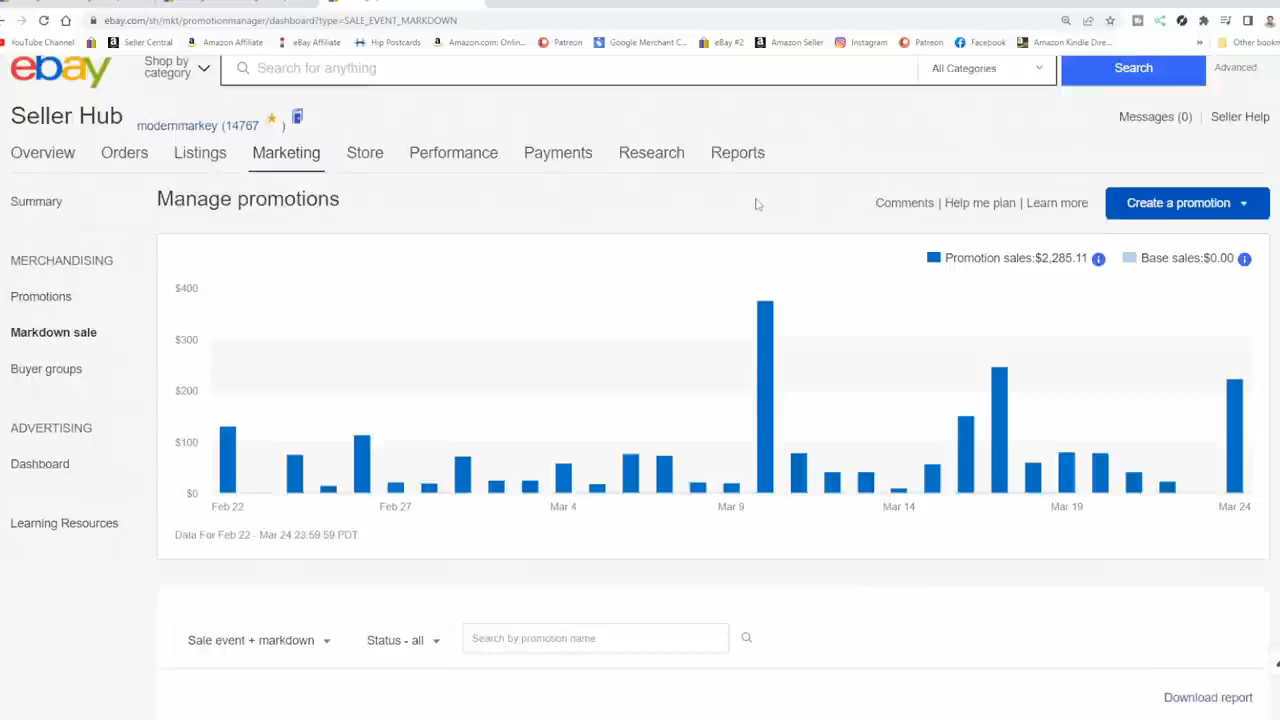 ebay.com/sh/mkt/promotionmanager/dashboard?type=SALE_EVENT_MARKDOWN
YouTube Channel Seller Central Amazon Affiliate eBay Affiliate Hip Postcards Amazon.com: Onlin... Patreon Google Merchant C... eBay #2 Amazon Seller Instagram Patreon Facebook Amazon Kindle Dire... » Other bookm
ebay Shop by category Search for anything All Categories Search Advanced
Seller Hub modernmarkey (14767 ) Messages (0) | Seller Help
Overview Orders Listings Marketing Store Performance Payments Research Reports
Summary
Manage promotions
Comments | Help me plan | Learn more
Create a promotion
MERCHANDISING
Promotions
Markdown sale
Buyer groups
ADVERTISING
Dashboard
Learning Resources
Promotion sales:$2,285.11 Base sales:$0.00
$400
$300
$200
$100
$0
Feb 22 Feb 27 Mar 4 Mar 9 Mar 14 Mar 19 Mar 24
Data For Feb 22 - Mar 24 23:59:59 PDT
Sale event + markdown Status - all Search by promotion name
Download report